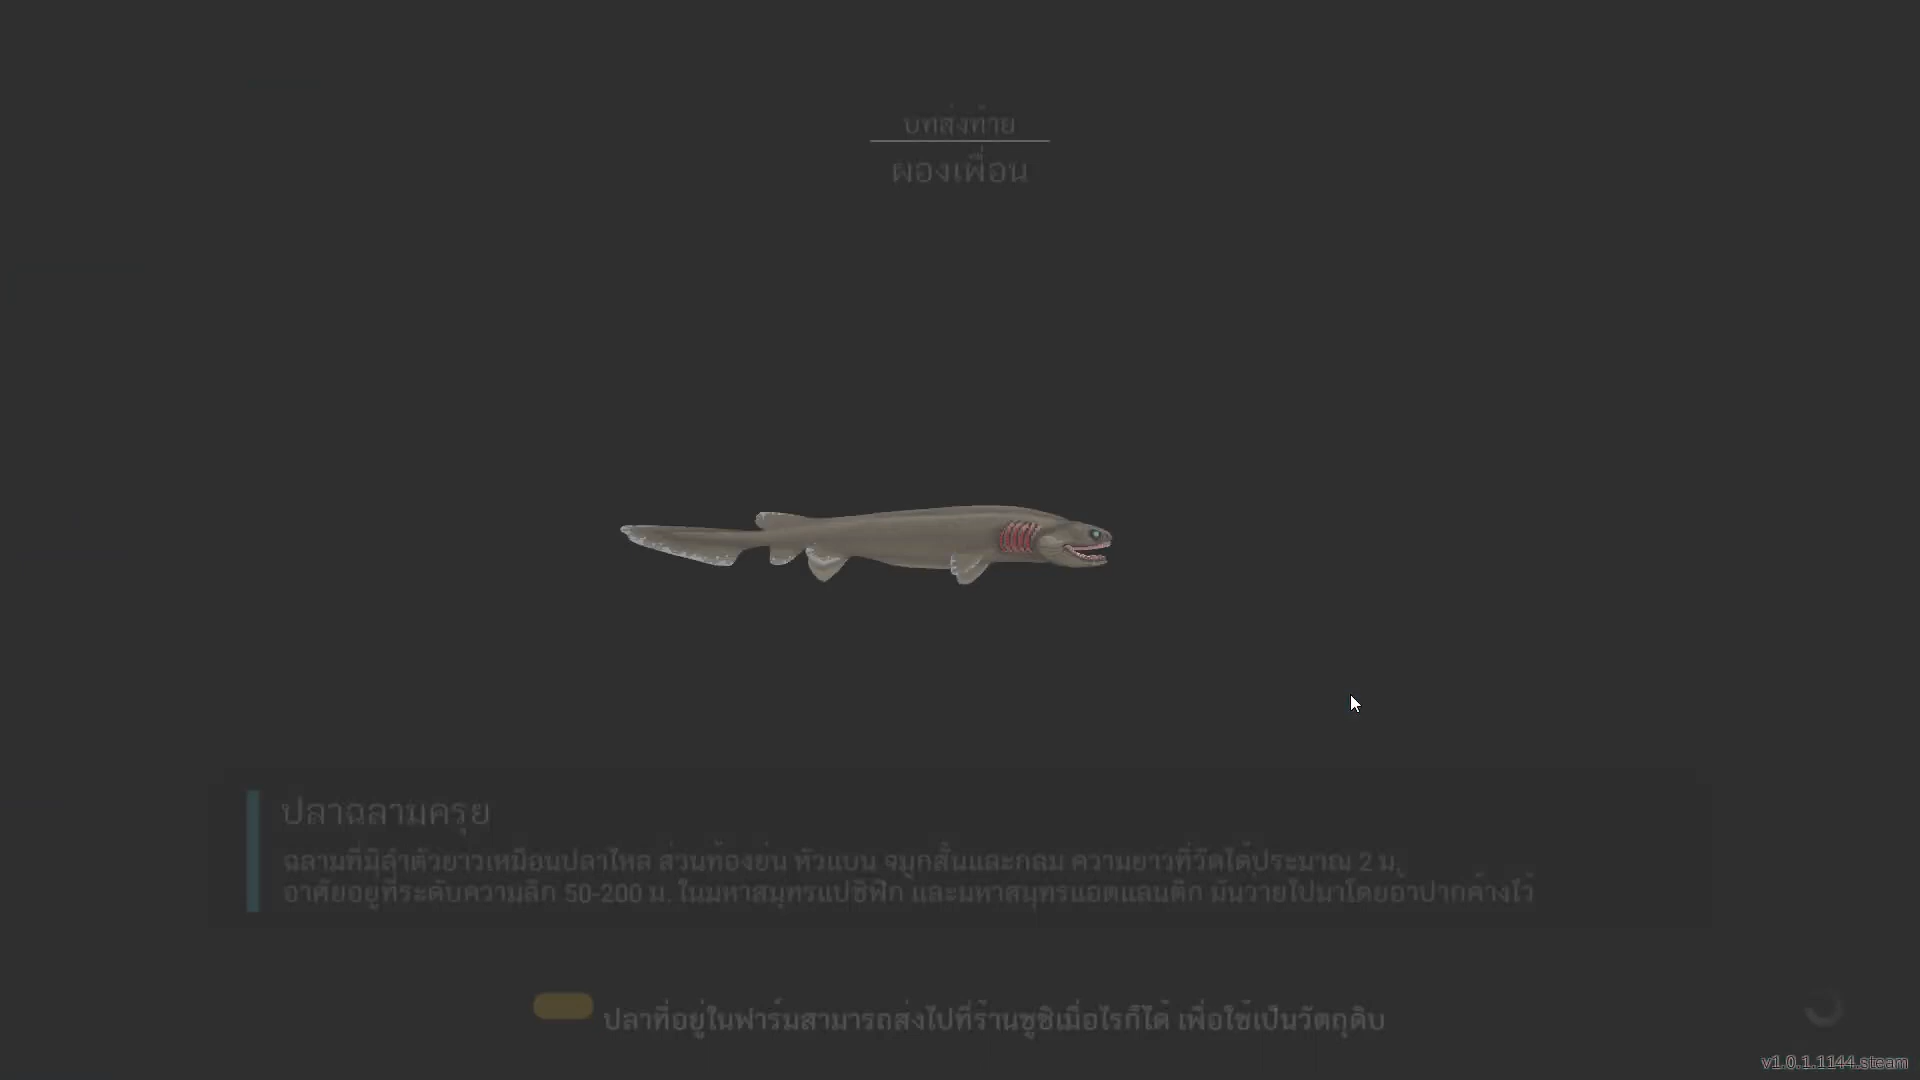 บทส่งท้าย
ผองเพื่อน
ปลาฉลามครุย
ฉลามที่มีลำตัวยาวเหมือนปลาไหล ส่วนท้องย่น หัวแบน จมูกสั้นและกลม ความยาวที่วัดได้ประมาณ 2 ม.
อาศัยอยู่ที่ระดับความลึก 50-200 ม. ในมหาสมุทรแปซิฟิก และมหาสมุทรแอตแลนติก มันว่ายไปมาโดยอ้าปากค้างไว้
ปลาที่อยู่ในฟาร์มสามารถส่งไปที่ร้านซูชิเมื่อไรก็ได้ เพื่อใช้เป็นวัตถุดิบ
v1.0.1.1144.steam